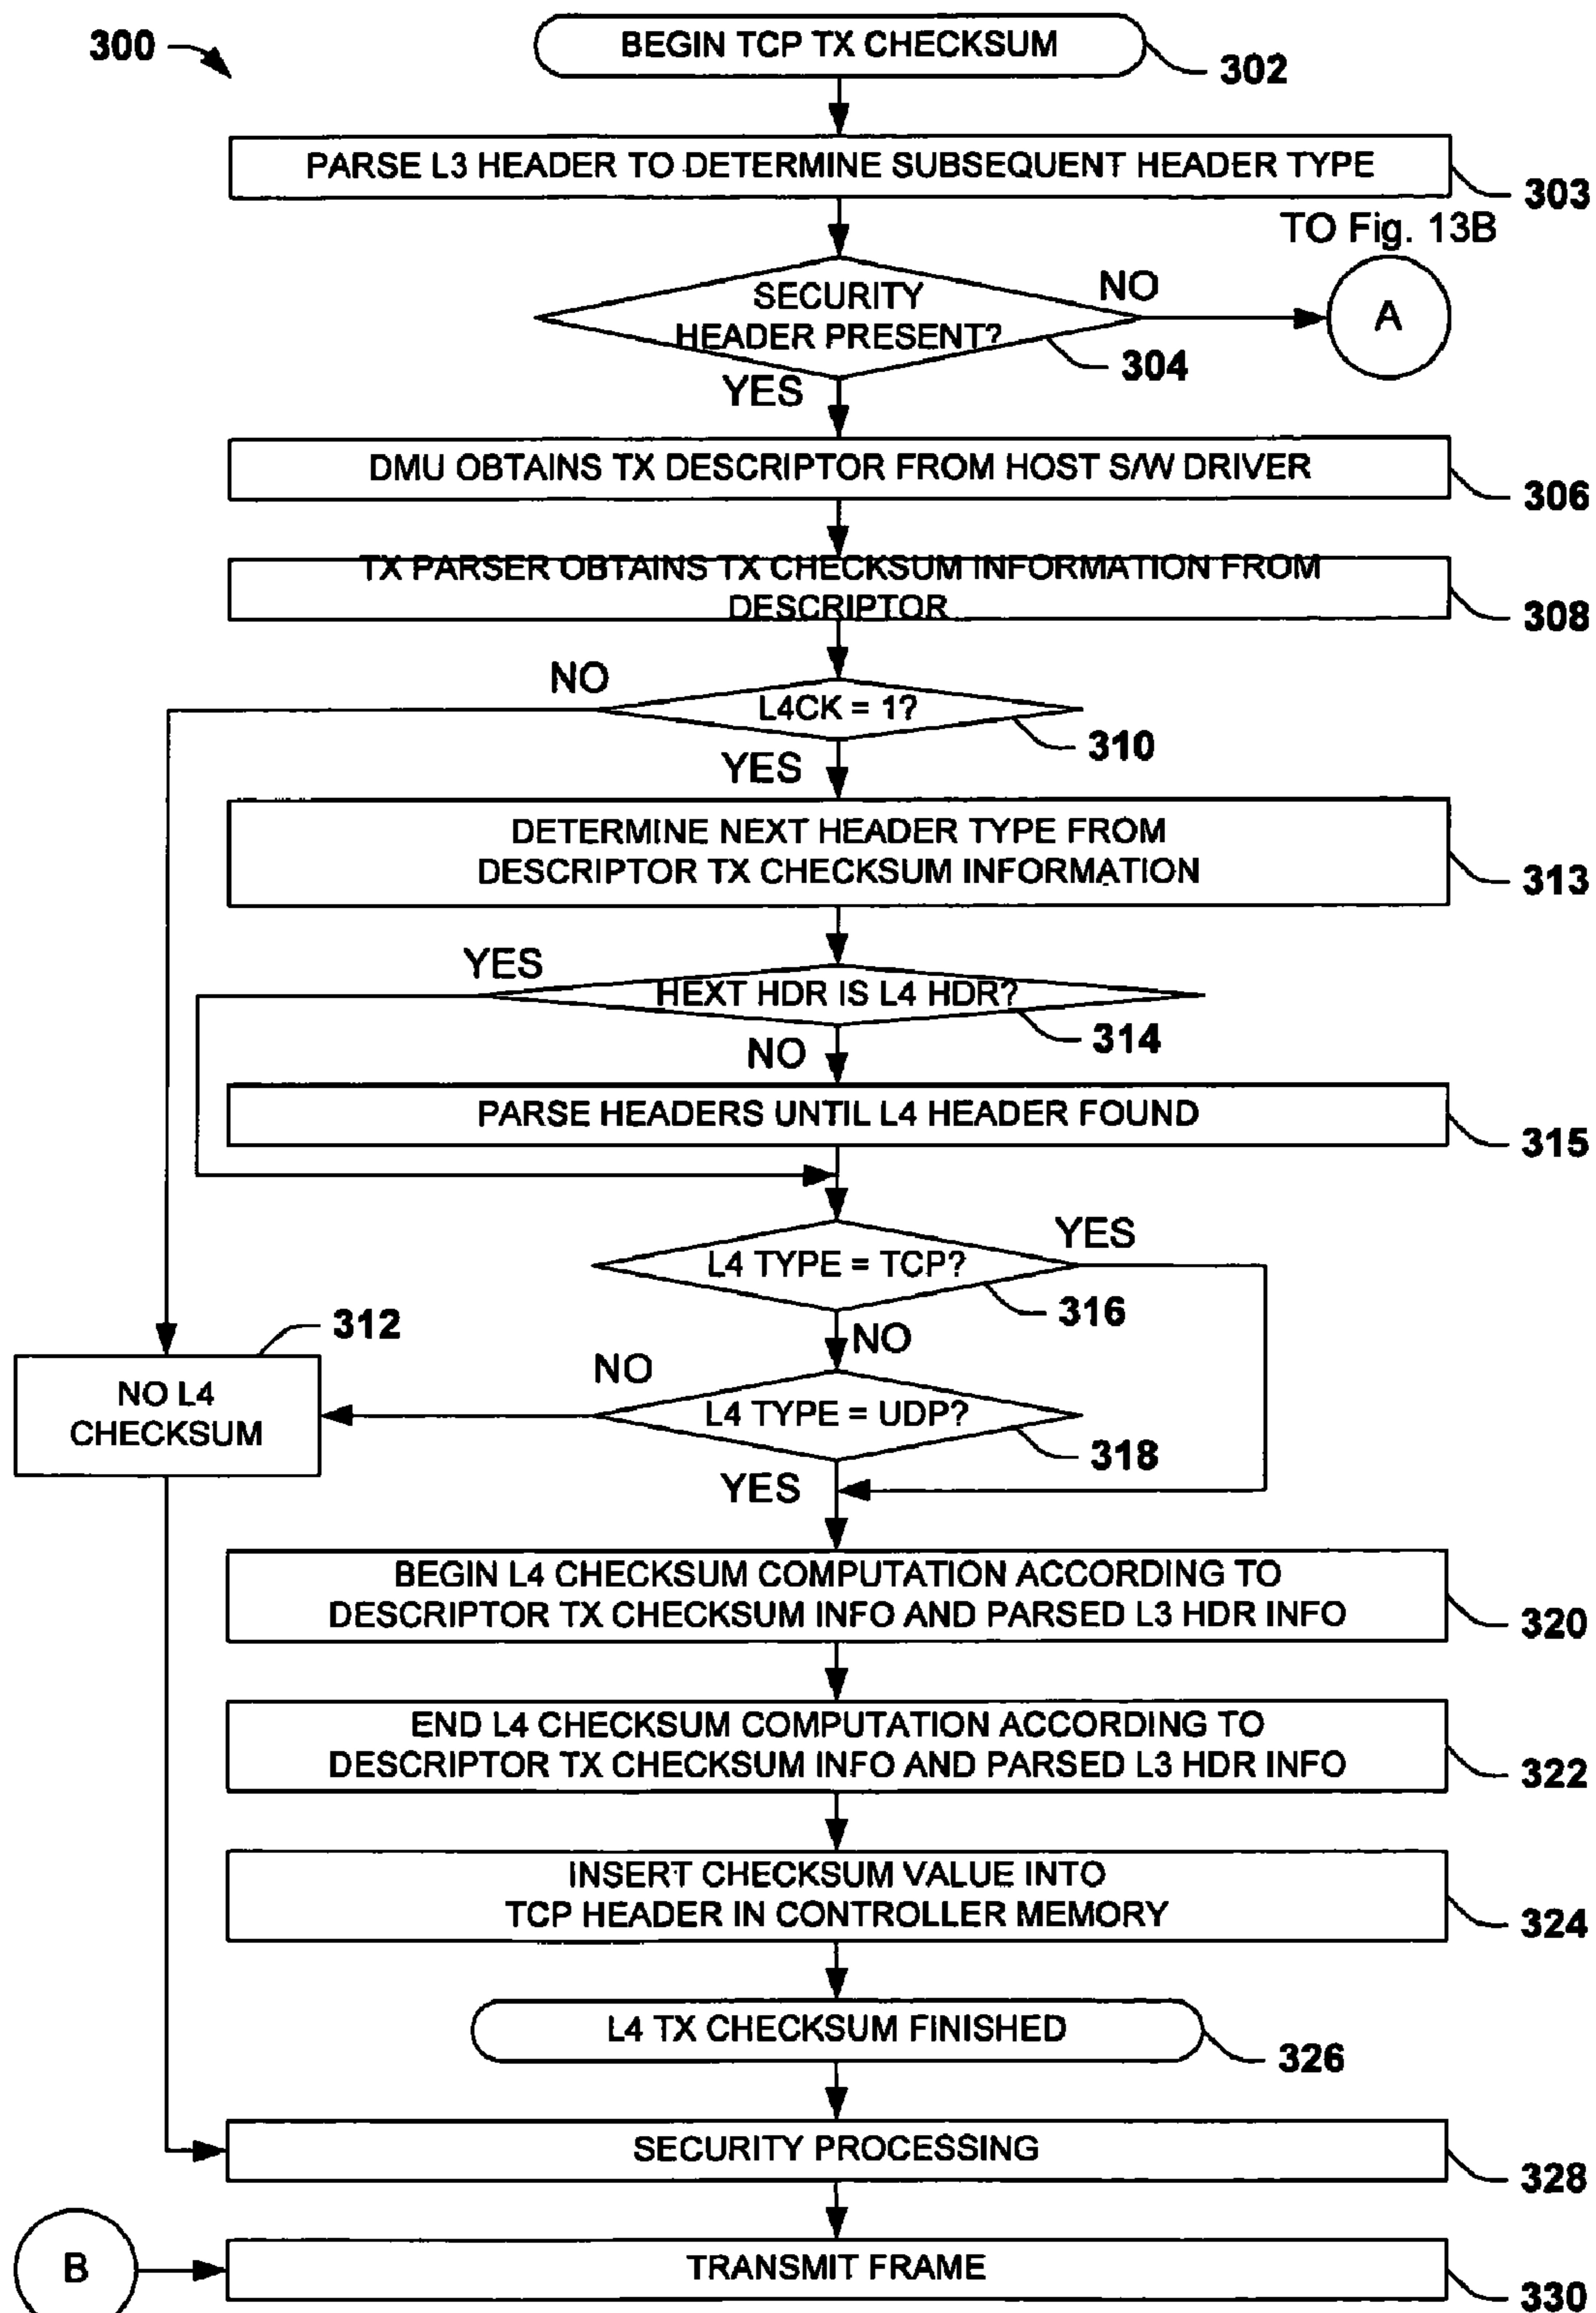 300
BEGIN TCP TX CHECKSUM
302
PARSE L3 HEADER TO DETERMINE SUBSEQUENT HEADER TYPE
303
TO Fig. 13B
SECURITY
HEADER PRESENT?
NO
A
304
YES
DMU OBTAINS TX DESCRIPTOR FROM HOST S/W DRIVER
306
TX PARSER OBTAINS TX CHECKSUM INFORMATION FROM
DESCRIPTOR
308
NO
L4CK = 1?
310
YES
DETERMINE NEXT HEADER TYPE FROM
DESCRIPTOR TX CHECKSUM INFORMATION
313
YES
HEXT HDR IS L4 HDR?
314
NO
PARSE HEADERS UNTIL L4 HEADER FOUND
315
L4 TYPE = TCP?
YES
316
NO
312
NO L4
CHECKSUM
NO
L4 TYPE = UDP?
318
YES
BEGIN L4 CHECKSUM COMPUTATION ACCORDING TO
DESCRIPTOR TX CHECKSUM INFO AND PARSED L3 HDR INFO
320
END L4 CHECKSUM COMPUTATION ACCORDING TO
DESCRIPTOR TX CHECKSUM INFO AND PARSED L3 HDR INFO
322
INSERT CHECKSUM VALUE INTO
TCP HEADER IN CONTROLLER MEMORY
324
L4 TX CHECKSUM FINISHED
326
SECURITY PROCESSING
328
B
TRANSMIT FRAME
330